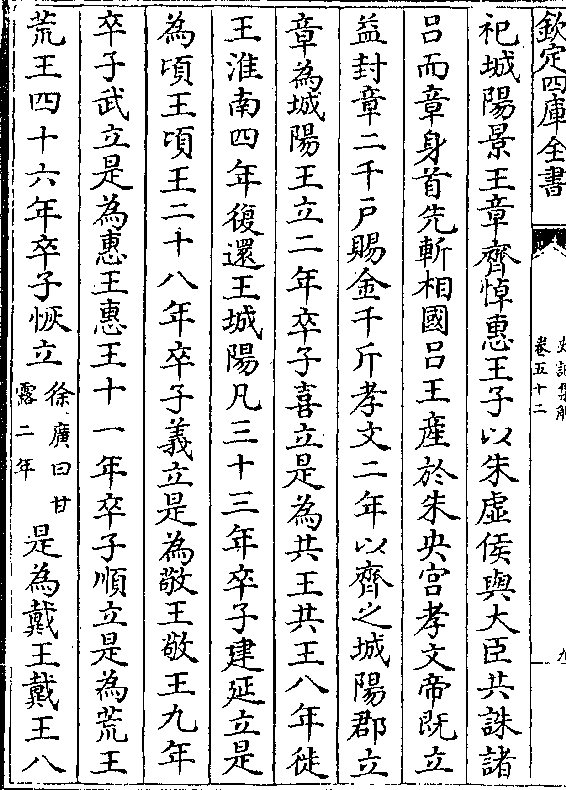 欽定四庫全書
史記集解
卷五十二
九
祀城陽景王章齊悼惠王子以朱虛侯與大臣共誅諸
呂而章身首先斬相國呂王產於朱央宫孝文帝既立
益封章二千戸賜金千斤孝文二年以齊之城陽郡立
章為城陽王立二年卒子喜立是為共王共王八年徙
王淮南四年復還王城陽凡三十三年卒子建延立是
為頃王頃王二十八年卒子義立是為敬王敬王九年
卒子武立是為惠王惠王十一年卒子順立是為荒王
荒王四十六年卒子恢立徐廣曰甘露二年是為戴王戴王八